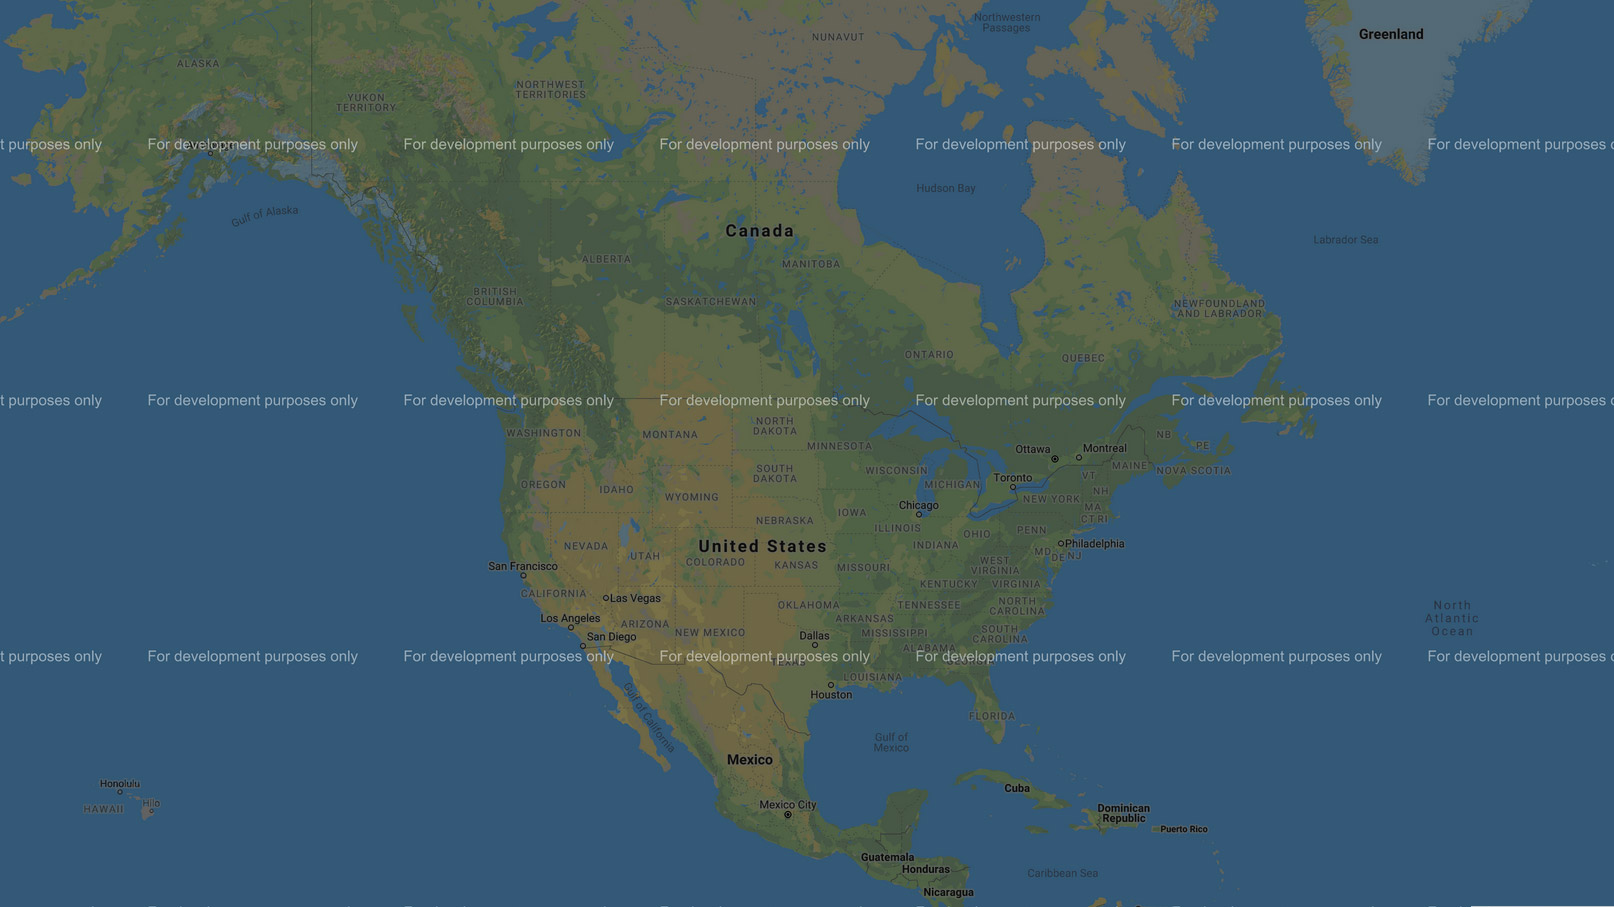 Northwestern
Passages
Greenland
NUNAVUT
ALASKA
NORTHWEST
TERRITORIES
YUKON
TERRITORY
t purposes only
For development purposes only
For development purposes only
For development purposes only
For development purposes only
For development purposes only
For development purposes o
Hudson Bay
Gulf of Alaska
Canada
Labrador Sea
ALBERTA
MANITOBA
BRITISH
COLUMBIA
SASKATCHEWAN
NEWFOUNDLAND
AND LABRADOR
ONTARIO
QUEBEC
t purposes only
For development purposes only
For development purposes only
For development purposes only
For development purposes only
For development purposes only
For development purposes o
WASHINGTON
MONTANA
NORTH
DAKOTA
MINNESOTA
NB
PE
Ottawa
Montreal
OREGON
IDAHO
WYOMING
SOUTH
DAKOTA
WISCONSIN
MICHIGAN
Toronto
VT
MAINE
NOVA SCOTIA
NH
NEW YORK
MA
CT RI
Chicago
NEBRASKA
IOWA
ILLINOIS
INDIANA
OHIO
PENN
Philadelphia
MD
DE
NJ
NEVADA
UTAH
United States
COLORADO
KANSAS
MISSOURI
WEST
VIRGINIA
KENTUCKY
VIRGINIA
San Francisco
CALIFORNIA
Las Vegas
OKLAHOMA
TENNESSEE
NORTH
CAROLINA
North
Atlantic
Ocean
Los Angeles
ARIZONA
NEW MEXICO
ARKANSAS
MISSISSIPPI
SOUTH
CAROLINA
San Diego
Dallas
ALABAMA
t purposes only
For development purposes only
For development purposes only
For development purposes only
For development purposes only
For development purposes only
For development purposes o
TEXAS
GEORGIA
LOUISIANA
Houston
Gulf of California
FLORIDA
Gulf of
Mexico
Mexico
Honolulu
HAWAII
Hilo
Mexico City
Cuba
Dominican
Republic
Puerto Rico
Guatemala
Honduras
Caribbean Sea
Nicaragua